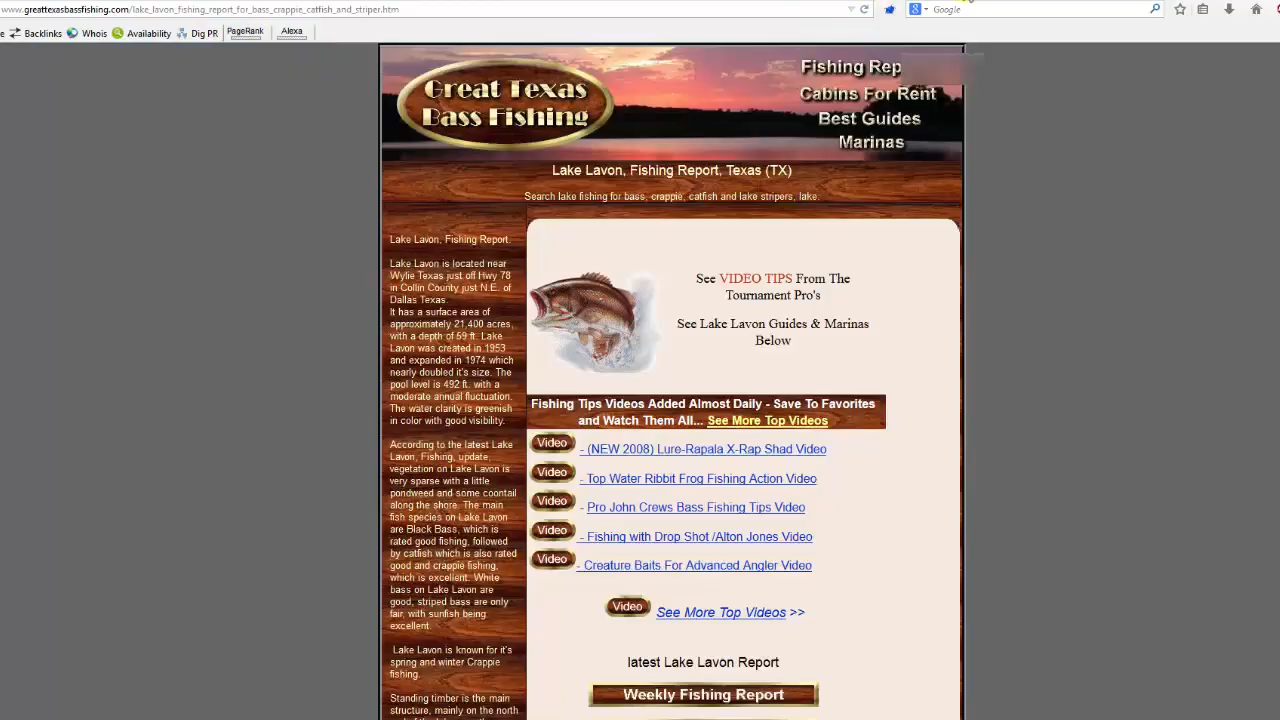 www.greattexasbassfishing.com/lake_lavon_fishing_report_for_bass_crappie_catfish_and_striper.htm
Google
Backlinks Whois Availability Dig PR PageRank Alexa
Great Texas
Bass Fishing
Fishing Rep
Cabins For Rent
Best Guides
Marinas
Lake Lavon, Fishing Report, Texas (TX)
Search lake fishing for bass, crappie, catfish and lake stripers, lake.
Lake Lavon, Fishing Report.
Lake Lavon is located near
Wylie Texas just off Hwy 78
in Collin County just N.E. of
Dallas Texas.
It has a surface area of
approximately 21,400 acres,
with a depth of 59 ft. Lake
Lavon was created in 1953
and expanded in 1974 which
nearly doubled it's size. The
pool level is 492 ft. with a
moderate annual fluctuation.
The water clarity is greenish
in color with good visibility.
According to the latest Lake
Lavon, Fishing, update,
vegetation on Lake Lavon is
very sparse with a little
pondweed and some coontail
along the shore. The main
fish species on Lake Lavon
are Black Bass, which is
rated good fishing, followed
by catfish which is also rated
good and crappie fishing,
which is excellent. White
bass on Lake Lavon are
good, striped bass are only
fair, with sunfish being
excellent.
Lake Lavon is known for it's
spring and winter Crappie
fishing.
Standing timber is the main
structure, mainly on the north
See VIDEO TIPS From The
Tournament Pro's
See Lake Lavon Guides & Marinas
Below
Fishing Tips Videos Added Almost Daily - Save To Favorites
and Watch Them All... See More Top Videos
Video - (NEW 2008) Lure-Rapala X-Rap Shad Video
Video - Top Water Ribbit Frog Fishing Action Video
Video - Pro John Crews Bass Fishing Tips Video
Video - Fishing with Drop Shot /Alton Jones Video
Video - Creature Baits For Advanced Angler Video
Video See More Top Videos >>
latest Lake Lavon Report
Weekly Fishing Report